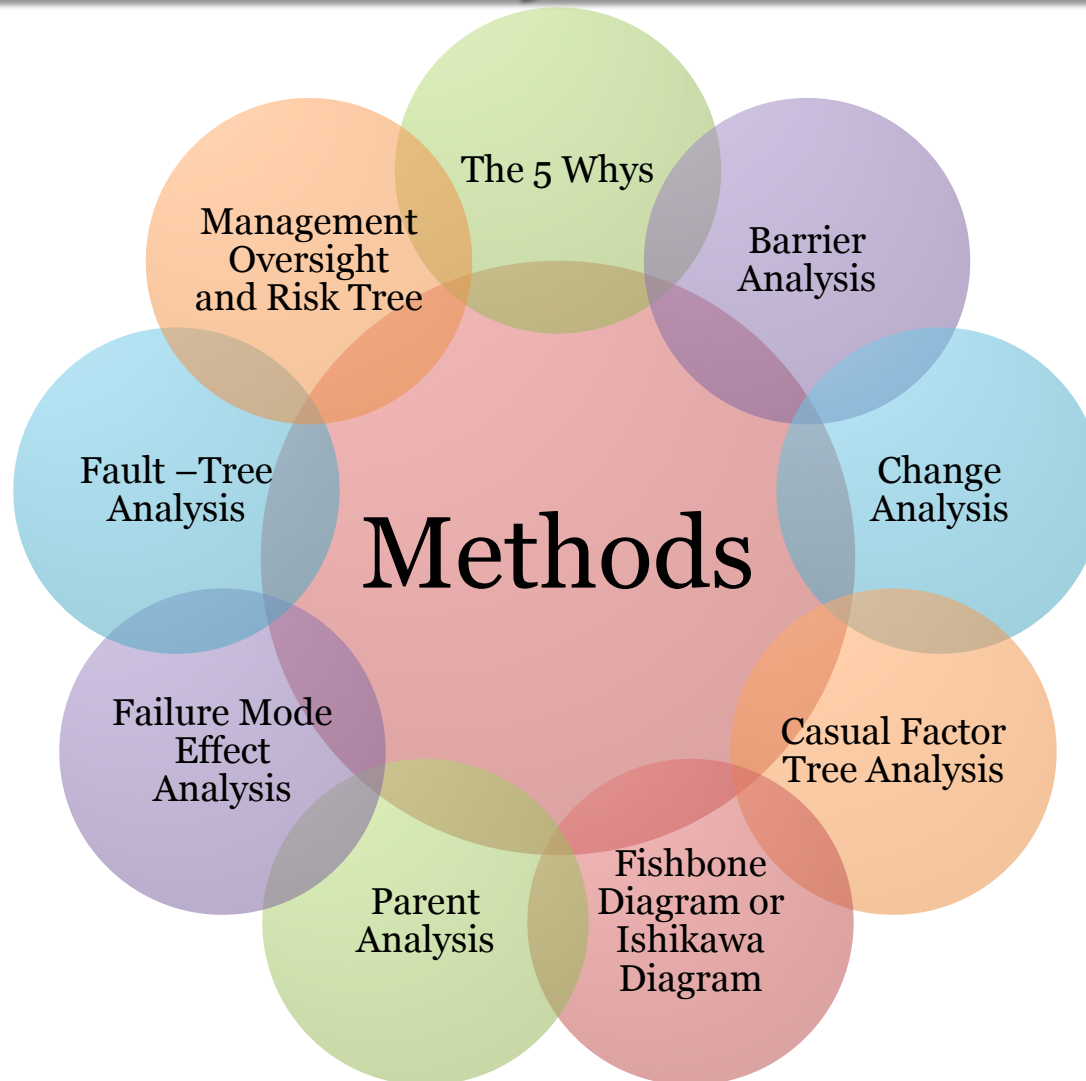 The 5 Whys
Barrier
Analysis
Change
Analysis
Casual Factor
Tree Analysis
Fishbone
Diagram or
Ishikawa
Diagram
Parent
Analysis
Failure Mode
Effect
Analysis
Fault –Tree
Analysis
Management
Oversight
and Risk Tree
Methods